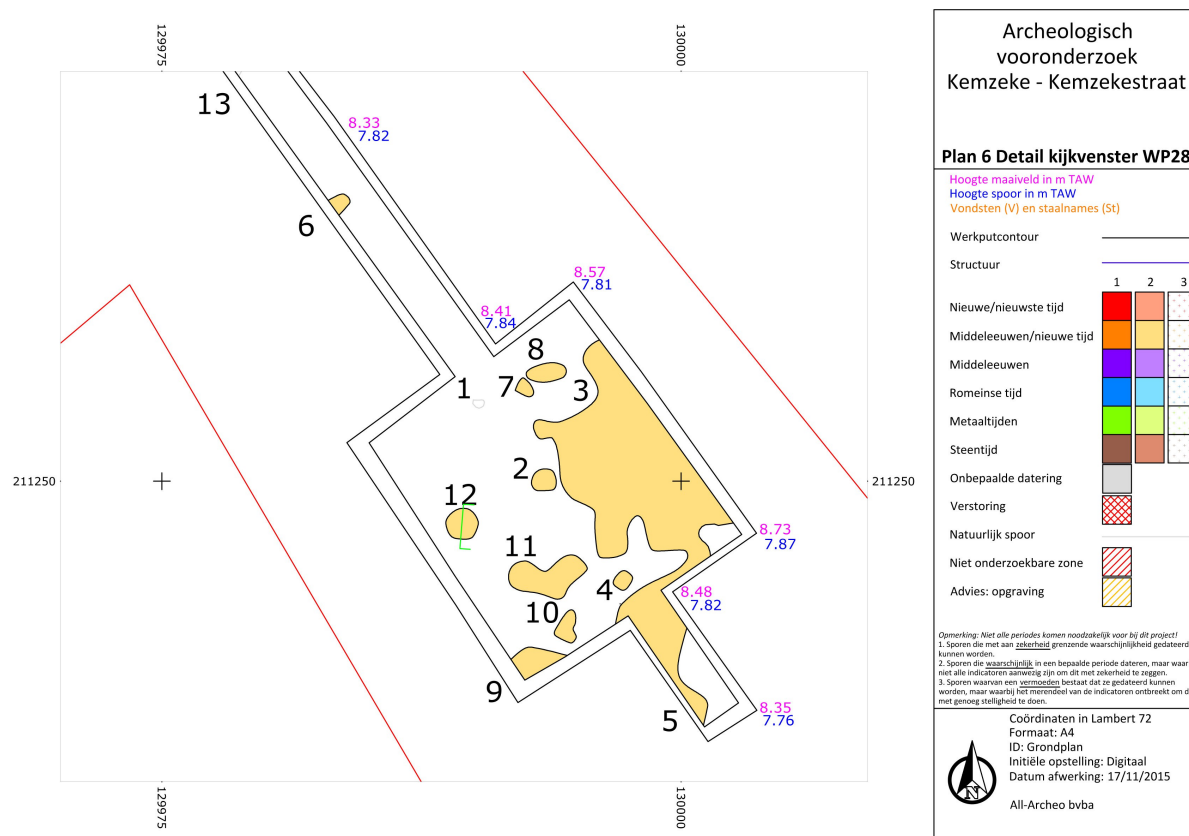 129975
130000
13
8.33
7.82
6
8.57
7.81
8.41
7.84
8
7
3
1
211250
2
211250
12
8.73
7.87
11
4
8.48
7.82
10
9
5
8.35
7.76
129975
130000
Archeologisch
vooronderzoek
Kemzeke - Kemzekestraat
Plan 6 Detail kijkvenster WP28
Hoogte maaiveld in m TAW
Hoogte spoor in m TAW
Vondsten (V) en staalnames (St)
Werkputcontour
Structuur
1 2 3
Nieuwe/nieuwste tijd
Middeleeuwen/nieuwe tijd
Middeleeuwen
Romeinse tijd
Metaaltijden
Steentijd
Onbepaalde datering
Verstoring
Natuurlijk spoor
Niet onderzoekbare zone
Advies: opgraving
Opmerking: Niet alle periodes komen noodzakelijk voor bij dit project!
1. Sporen die met aan zekerheid grenzende waarschijnlijkheid gedateerd
kunnen worden.
2. Sporen die waarschijnlijk in een bepaalde periode dateren, maar waar
niet alle indicatoren aanwezig zijn om dit met zekerheid te zeggen.
3. Sporen waarvan een vermoeden bestaat dat ze gedateerd kunnen
worden, maar waarbij het merendeel van de indicatoren ontbreekt om d
met genoeg stelligheid te doen.
Coördinaten in Lambert 72
Formaat: A4
ID: Grondplan
Initiële opstelling: Digitaal
Datum afwerking: 17/11/2015
All-Archeo bvba
N